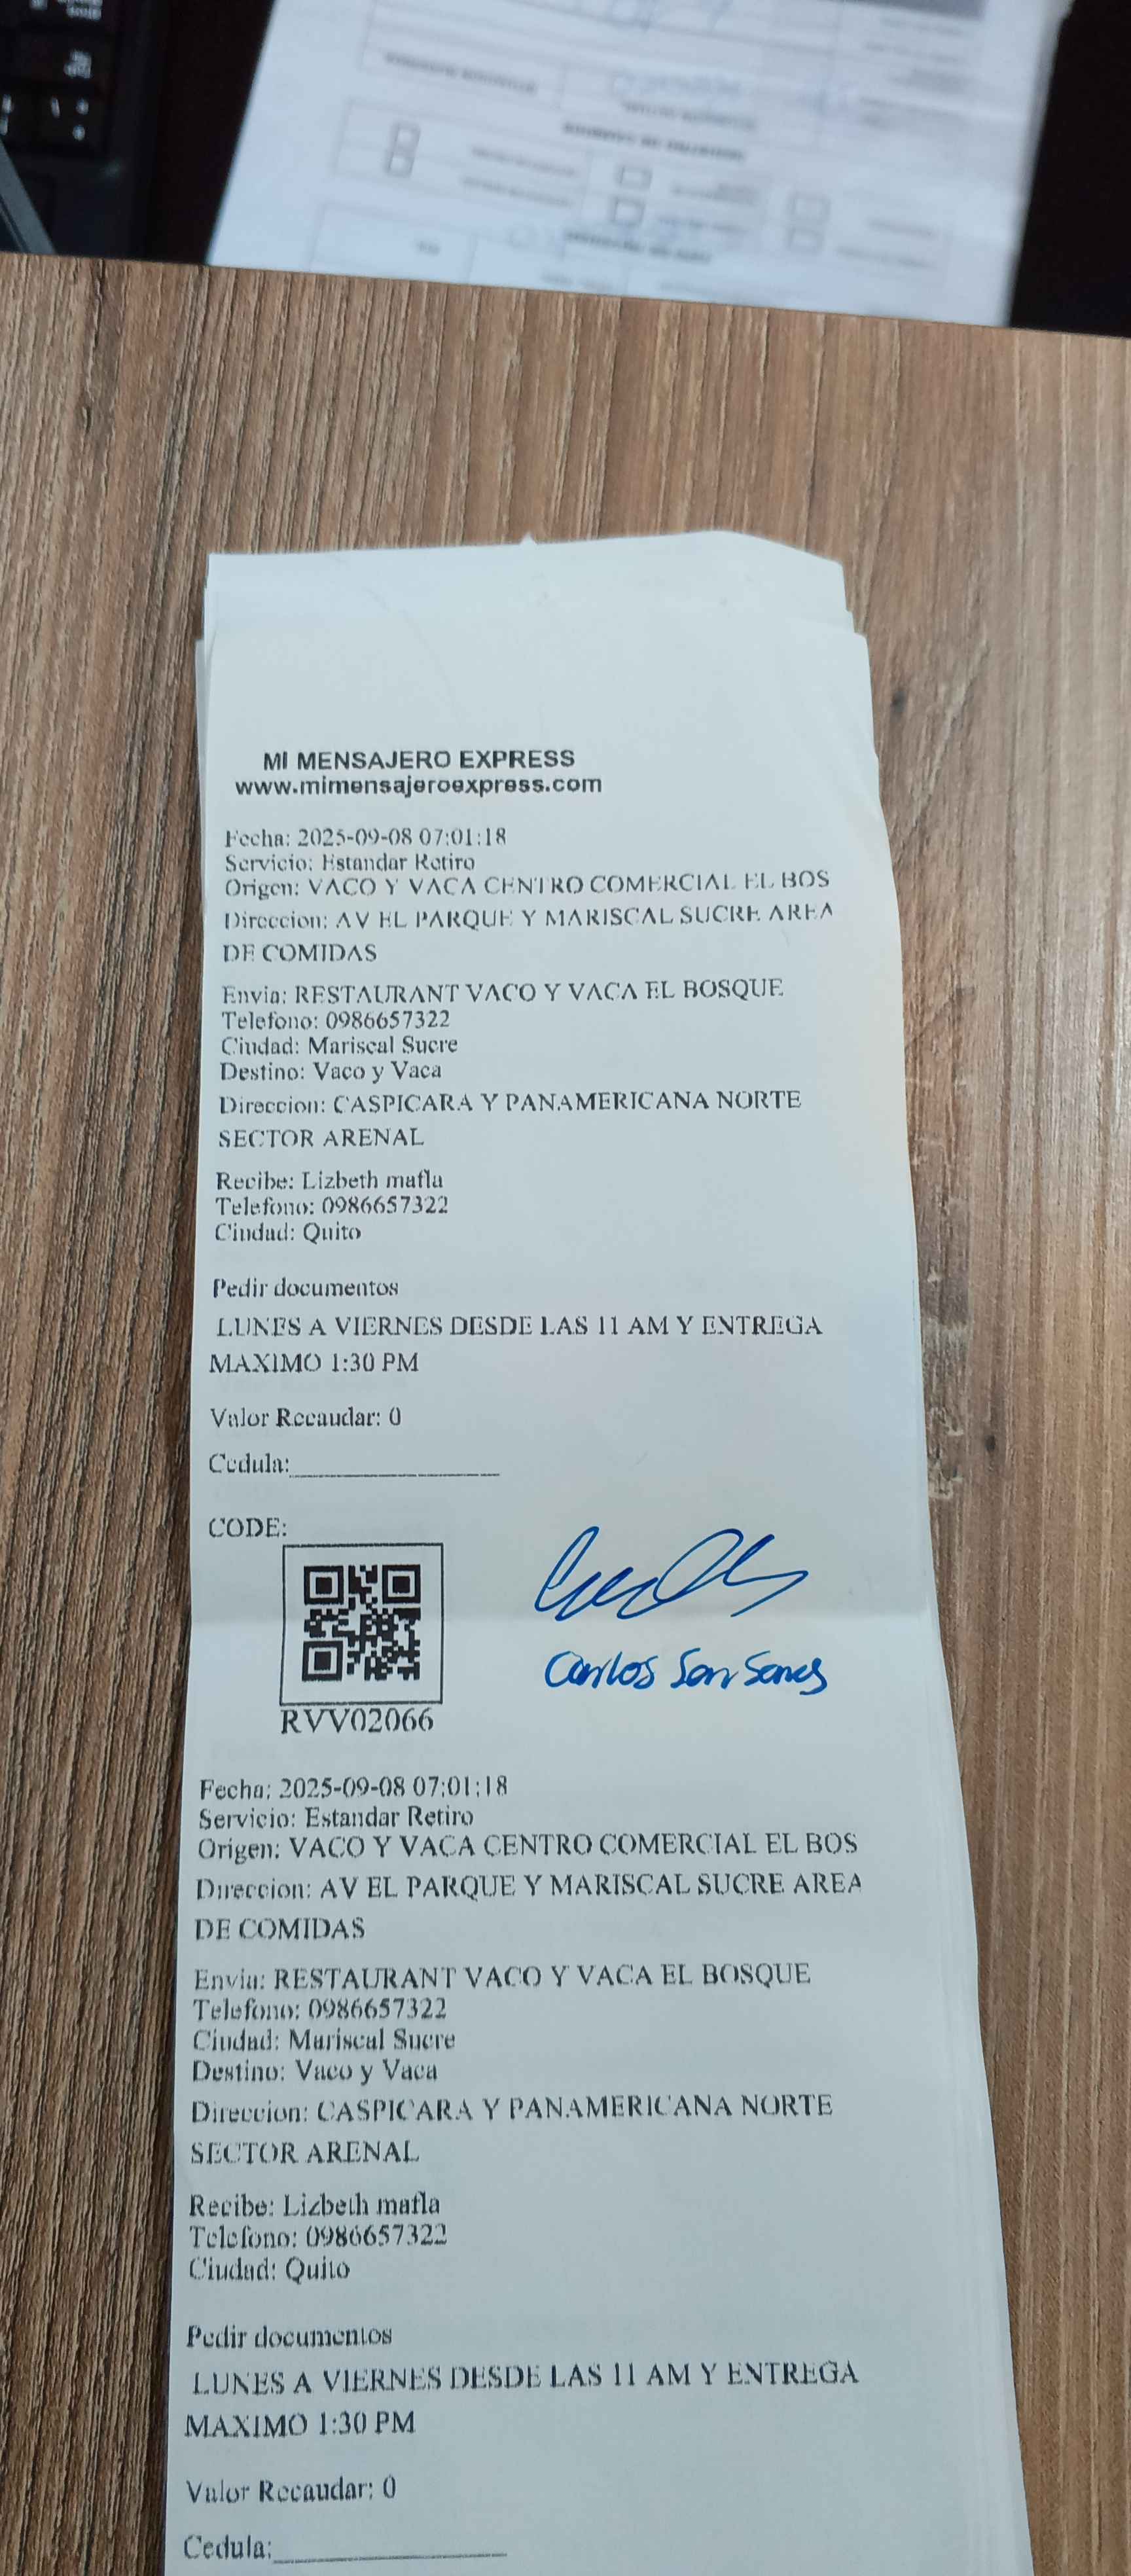 MI MENSAJERO EXPRESS
www.mimensajeroexpress.com
Fecha: 2025-09-08 07:01:18
Servicio: Estandar Retiro
Origen: VACO Y VACA CENTRO COMERCIAL EL BOS
Direccion: AV EL PARQUE Y MARISCAL SUCRE AREA
DE COMIDAS
Envia: RESTAURANT VACO Y VACA EL BOSQUE
Telefono: 0986657322
Ciudad: Mariscal Sucre
Destino: Vaco y Vaca
Direccion: CASPICARA Y PANAMERICANA NORTE
SECTOR ARENAL
Recibe: Lizbeth mafla
Telefono: 0986657322
Ciudad: Quito
Pedir documentos
LUNES A VIERNES DESDE LAS 11 AM Y ENTREGA
MAXIMO 1:30 PM
Valor Recaudar: 0
Cedula:
CODE:
Carlos
RVV02066
Fecha: 2025-09-08 07:01:18
Servicio: Estandar Retiro
Origen: VACO Y VACA CENTRO COMERCIAL EL BOS
Direccion: AV EL PARQUE Y MARISCAL SUCRE AREA
DE COMIDAS
Envia: RESTAURANT VACO Y VACA EL BOSQUE
Telefono: 0986657322
Ciudad: Mariscal Sucre
Destino: Vaco y Vaca
Direccion: CASPICARA Y PANAMERICANA NORTE
SECTOR ARENAL
Recibe: Lizbeth mafla
Telefono: 0986657322
Ciudad: Quito
Pedir documentos
LUNES A VIERNES DESDE LAS 11 AM Y ENTREGA
MAXIMO 1:30 PM
Valor Recaudar: 0
Cedula: